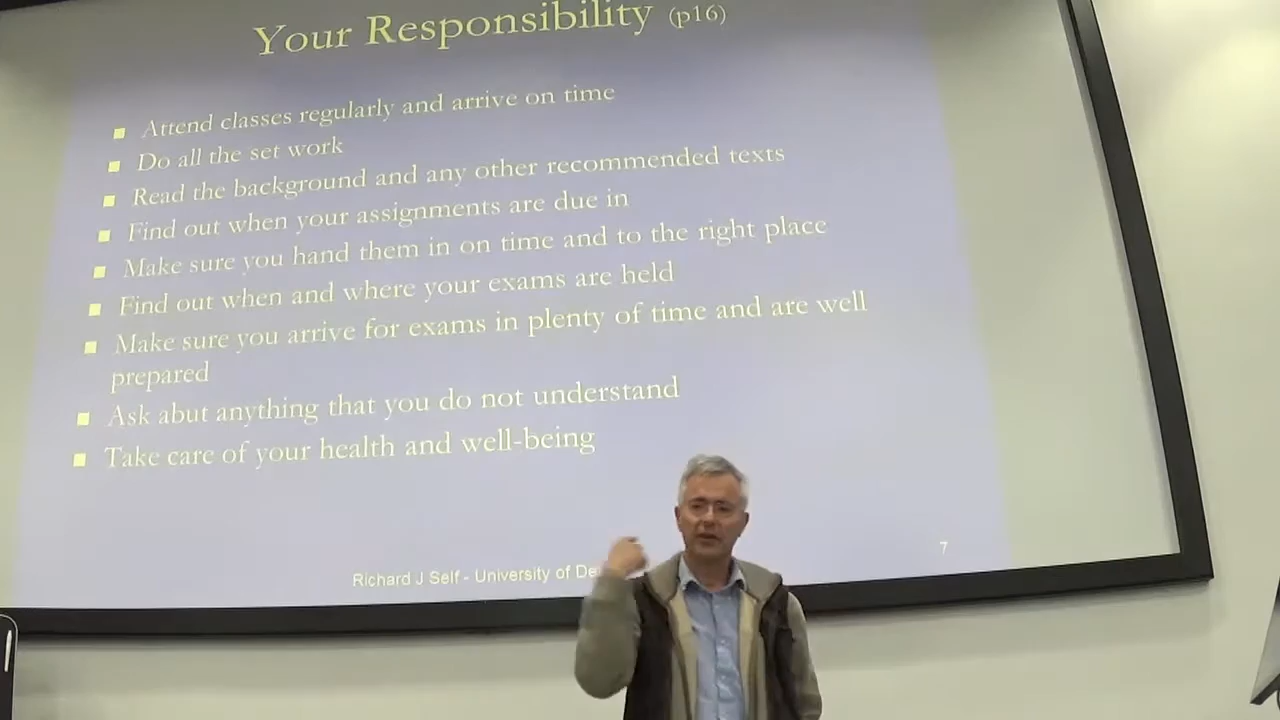 Your Responsibility (p16)
Attend classes regularly and arrive on time
Do all the set work
Read the background and any other recommended texts
Find out when your assignments are due in
Make sure you hand them in on time and to the right place
Find out when and where your exams are held
Make sure you arrive for exams in plenty of time and are well
prepared
Ask abut anything that you do not understand
Take care of your health and well-being
Richard J Self - University of
7